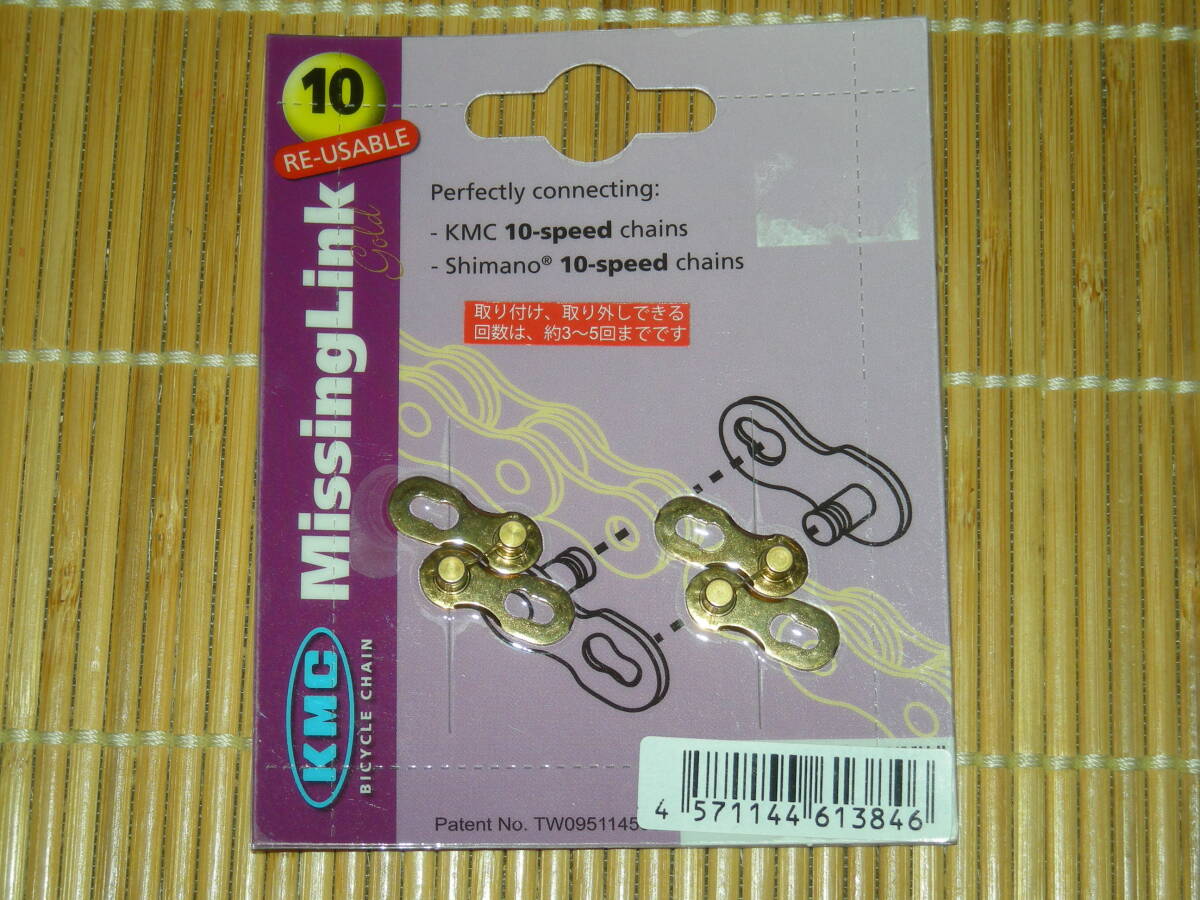 10
RE-USABLE
MissingLink
Gold
KMC
BICYCLE CHAIN
Perfectly connecting:
- KMC 10-speed chains
- Shimano® 10-speed chains
取り付け、取り外しできる
回数は、約3～5回までです
Patent No. TW0951145
4 571144 613846